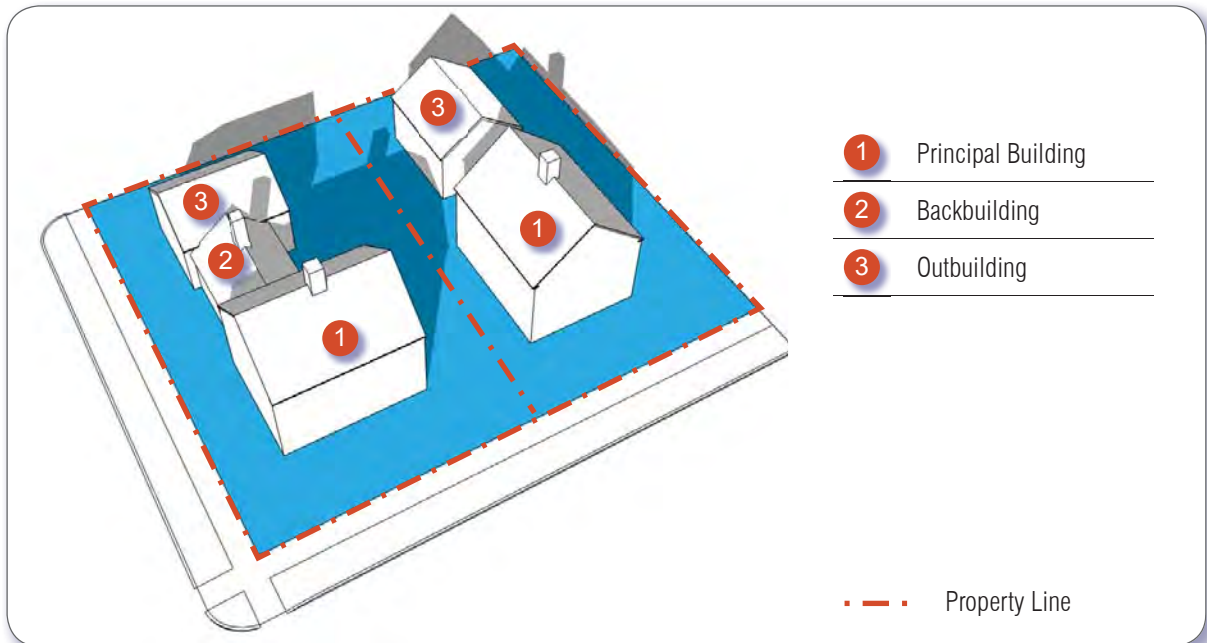 3
3
2
1
1
1 Principal Building
2 Backbuilding
3 Outbuilding
Property Line